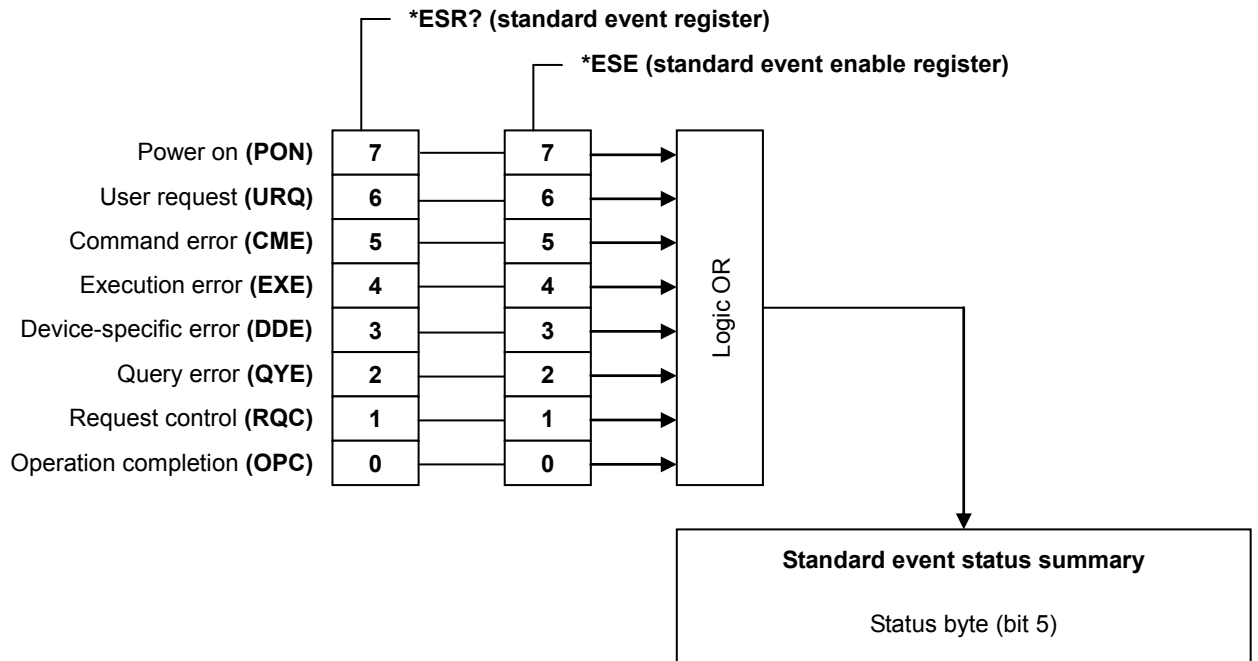 *ESR? (standard event register)
*ESE (standard event enable register)
Power on (PON) 7 7
User request (URQ) 6 6
Command error (CME) 5 5
Execution error (EXE) 4 4
Device-specific error (DDE) 3 3
Query error (QYE) 2 2
Request control (RQC) 1 1
Operation completion (OPC) 0 0
Logic OR
Standard event status summary
Status byte (bit 5)